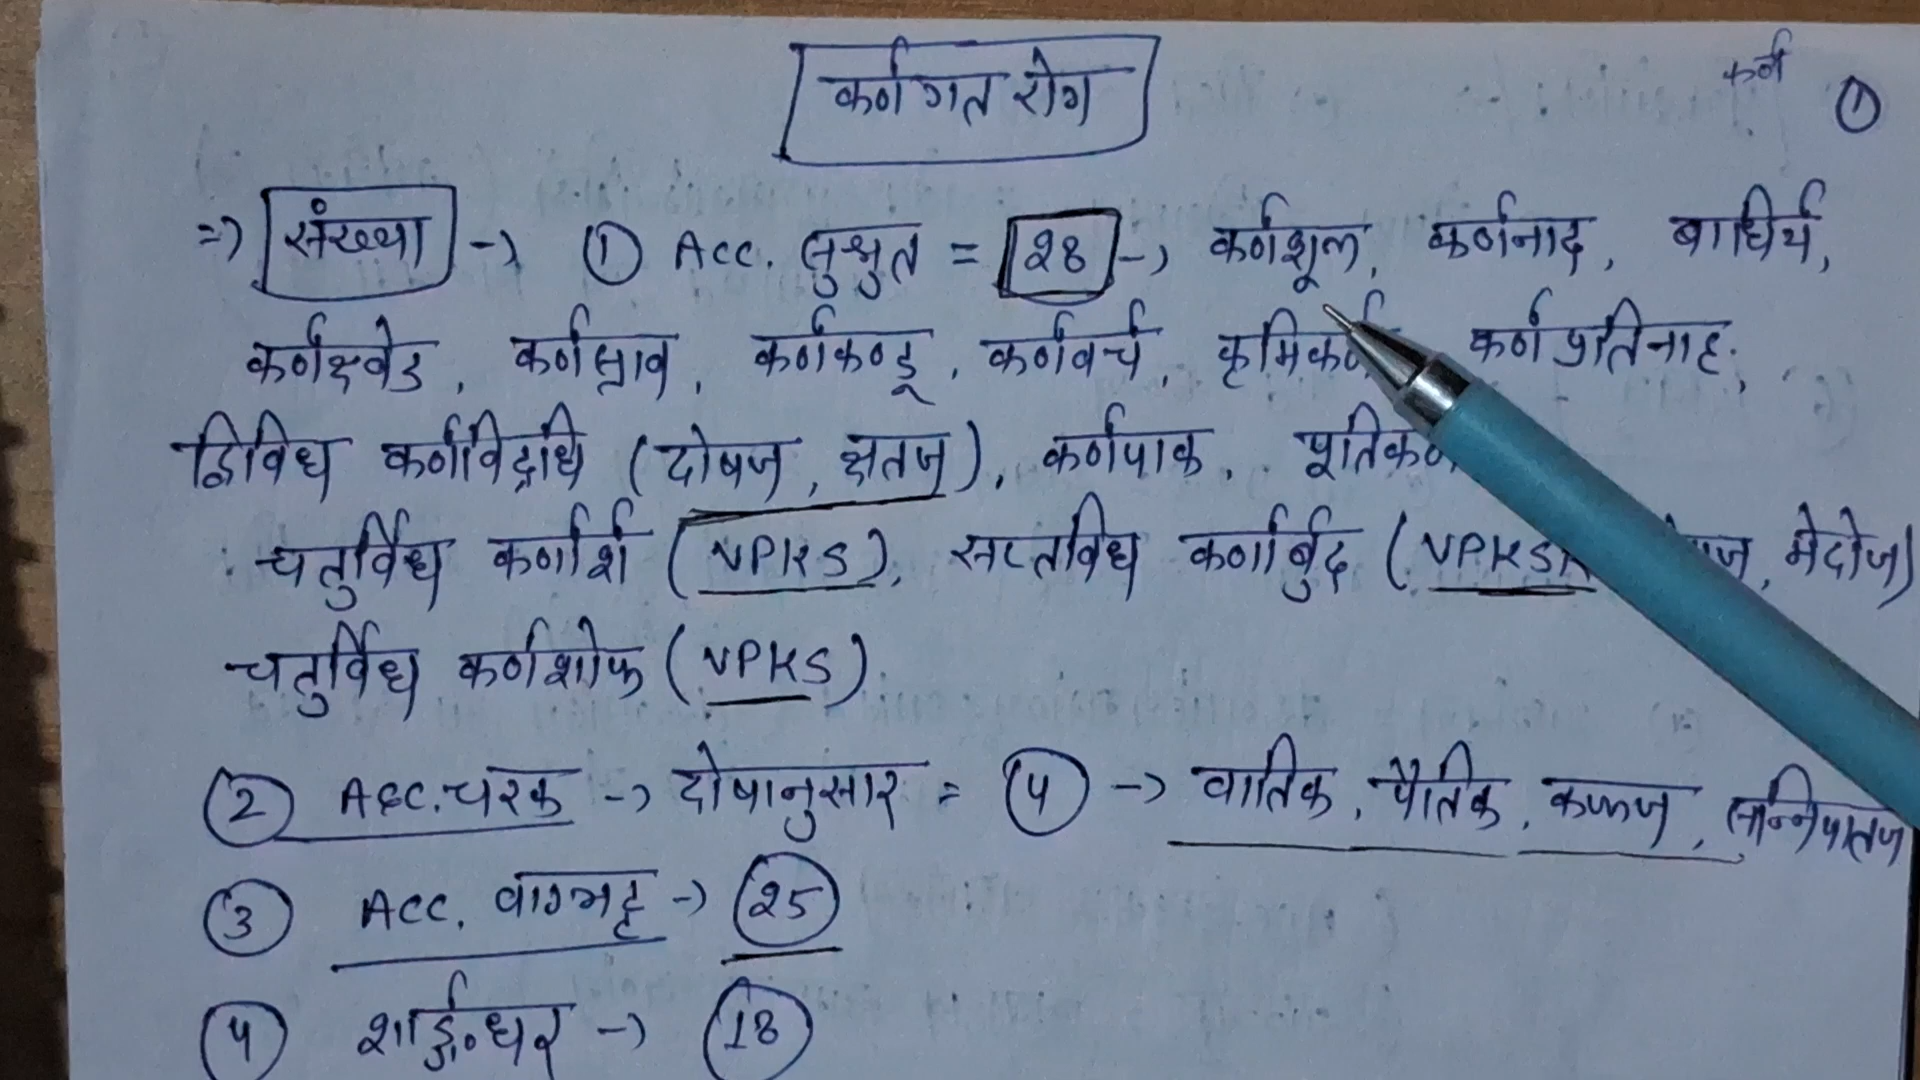 कर्णगत रोग
कर्ण
①
=) संख्या -> ① Acc. सुश्रुत = 28 -> कर्णशूल, कर्णनाद, बाधिर्य,
कर्णक्ष्वेड, कर्णस्राव, कर्णकण्डू, कर्णवर्च, कृमिकर्ण, कर्ण प्रतिनाह,
द्विविध कर्णविद्रधि (दोषज, क्षतज), कर्णपाक, पूतिकर्ण
चतुर्विध कर्णार्श (VPKS), सप्तविध कर्णार्बुद (VPKSR मेदोज)
चतुर्विध कर्णशोफ (VPKS)
② Acc. चरक -> दोषानुसार = ④ -> वातिक, पैतिक, कफज, सन्निपातज
③ Acc. वाग्भट्ट -> 25
④ शार्ङ्गधर -> 18